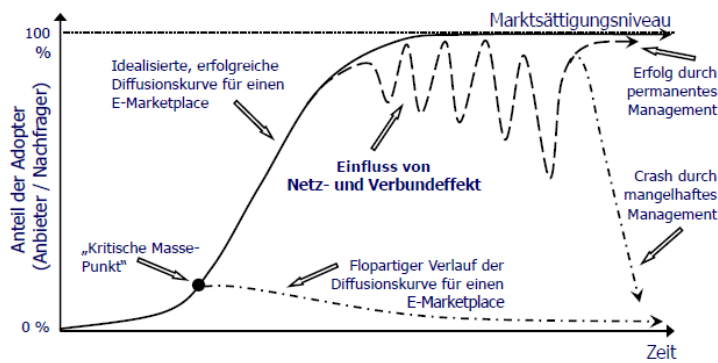 100
%
Marktsättigungsniveau
Idealisierte, erfolgreiche
Diffusionskurve für einen
E-Marketplace
Erfolg durch
permanentes
Management
Anteil der Adopter
(Anbieter / Nachfrager)
Einfluss von
Netz- und Verbundeffekt
Crash durch
mangelhaftes
Management
„Kritische Masse-
Punkt“
Flopartiger Verlauf der
Diffusionskurve für einen
E-Marketplace
0 %
Zeit